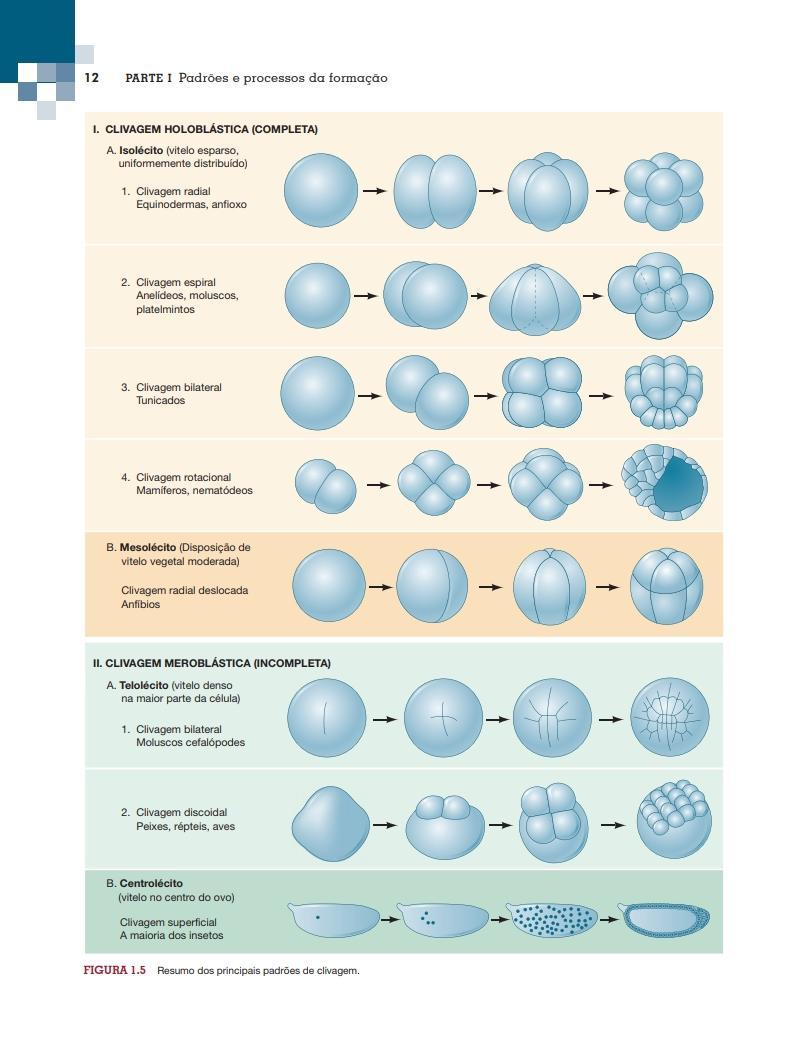 12 PARTE I Padrões e processos da formação
I. CLIVAGEM HOLOBLÁSTICA (COMPLETA)
A. Isolécito (vitelo esparso,
uniformemente distribuído)
1. Clivagem radial
Equinodermas, anfioxo
2. Clivagem espiral
Anelídeos, moluscos,
platelmintos
3. Clivagem bilateral
Tunicados
4. Clivagem rotacional
Mamíferos, nematódeos
B. Mesolécito (Disposição de
vitelo vegetal moderada)
Clivagem radial deslocada
Anfíbios
II. CLIVAGEM MEROBLÁSTICA (INCOMPLETA)
A. Telolécito (vitelo denso
na maior parte da célula)
1. Clivagem bilateral
Moluscos cefalópodes
2. Clivagem discoidal
Peixes, répteis, aves
B. Centrolécito
(vitelo no centro do ovo)
Clivagem superficial
A maioria dos insetos
FIGURA 1.5 Resumo dos principais padrões de clivagem.